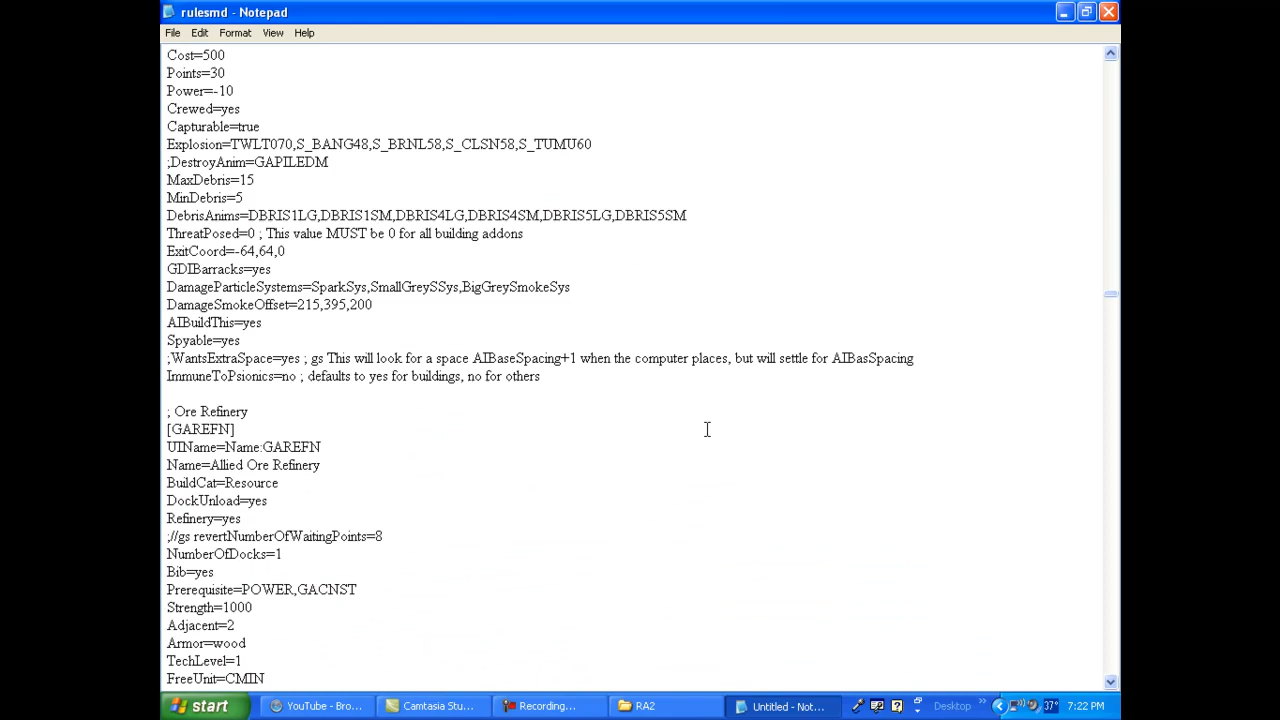 rulesmd - Notepad
File Edit Format View Help
Cost=500
Points=30
Power=-10
Crewed=yes
Capturable=true
Explosion=TWLT070,S_BANG48,S_BRNL58,S_CLSN58,S_TUMU60
;DestroyAnim=GAPILEDM
MaxDebris=15
MinDebris=5
DebrisAnims=DBRIS1LG,DBRIS1SM,DBRIS4LG,DBRIS4SM,DBRIS5LG,DBRIS5SM
ThreatPosed=0 ; This value MUST be 0 for all building addons
ExitCoord=-64,64,0
GDIBarracks=yes
DamageParticleSystems=SparkSys,SmallGreySSys,BigGreySmokeSys
DamageSmokeOffset=215,395,200
AIBuildThis=yes
Spyable=yes
;WantsExtraSpace=yes ; gs This will look for a space AIBaseSpacing+1 when the computer places, but will settle for AIBasSpacing
ImmuneToPsionics=no ; defaults to yes for buildings, no for others
; Ore Refinery
[GAREFN]
UIName=Name:GAREFN
Name=Allied Ore Refinery
BuildCat=Resource
DockUnload=yes
Refinery=yes
;//gs revertNumberOfWaitingPoints=8
NumberOfDocks=1
Bib=yes
Prerequisite=POWER,GACNST
Strength=1000
Adjacent=2
Armor=wood
TechLevel=1
FreeUnit=CMIN
start YouTube - Bro... Camtasia Stu... Recording... RA2 Untitled - Not... Desktop » 37° 7:22 PM